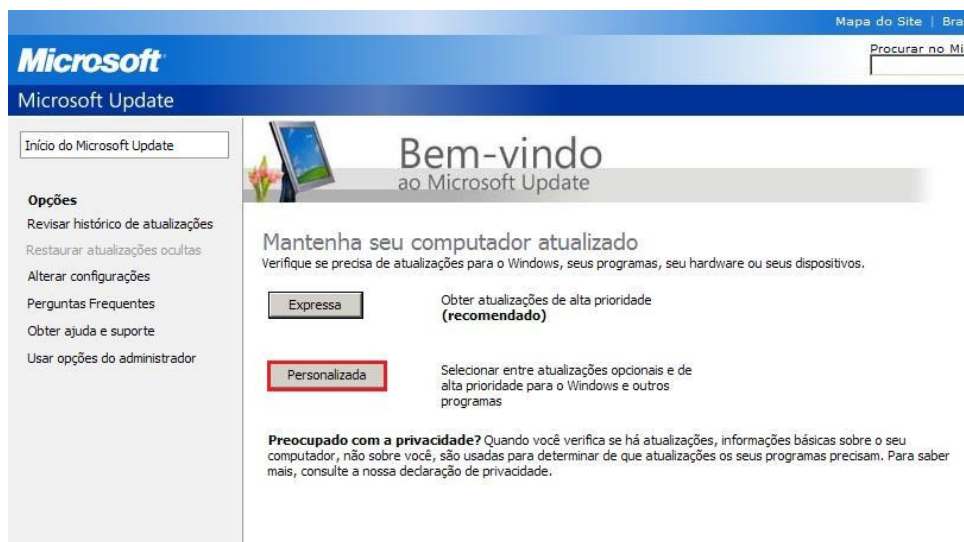 Mapa do Site | Bra
Microsoft
Procurar no Mi
Microsoft Update
Início do Microsoft Update
Opções
Revisar histórico de atualizações
Restaurar atualizações ocultas
Alterar configurações
Perguntas Frequentes
Obter ajuda e suporte
Usar opções do administrador
Bem-vindo
ao Microsoft Update
Mantenha seu computador atualizado
Verifique se precisa de atualizações para o Windows, seus programas, seu hardware ou seus dispositivos.
Expressa
Obter atualizações de alta prioridade
(recomendado)
Personalizada
Selecionar entre atualizações opcionais e de
alta prioridade para o Windows e outros
programas
Preocupado com a privacidade? Quando você verifica se há atualizações, informações básicas sobre o seu
computador, não sobre você, são usadas para determinar de que atualizações os seus programas precisam. Para saber
mais, consulte a nossa declaração de privacidade.